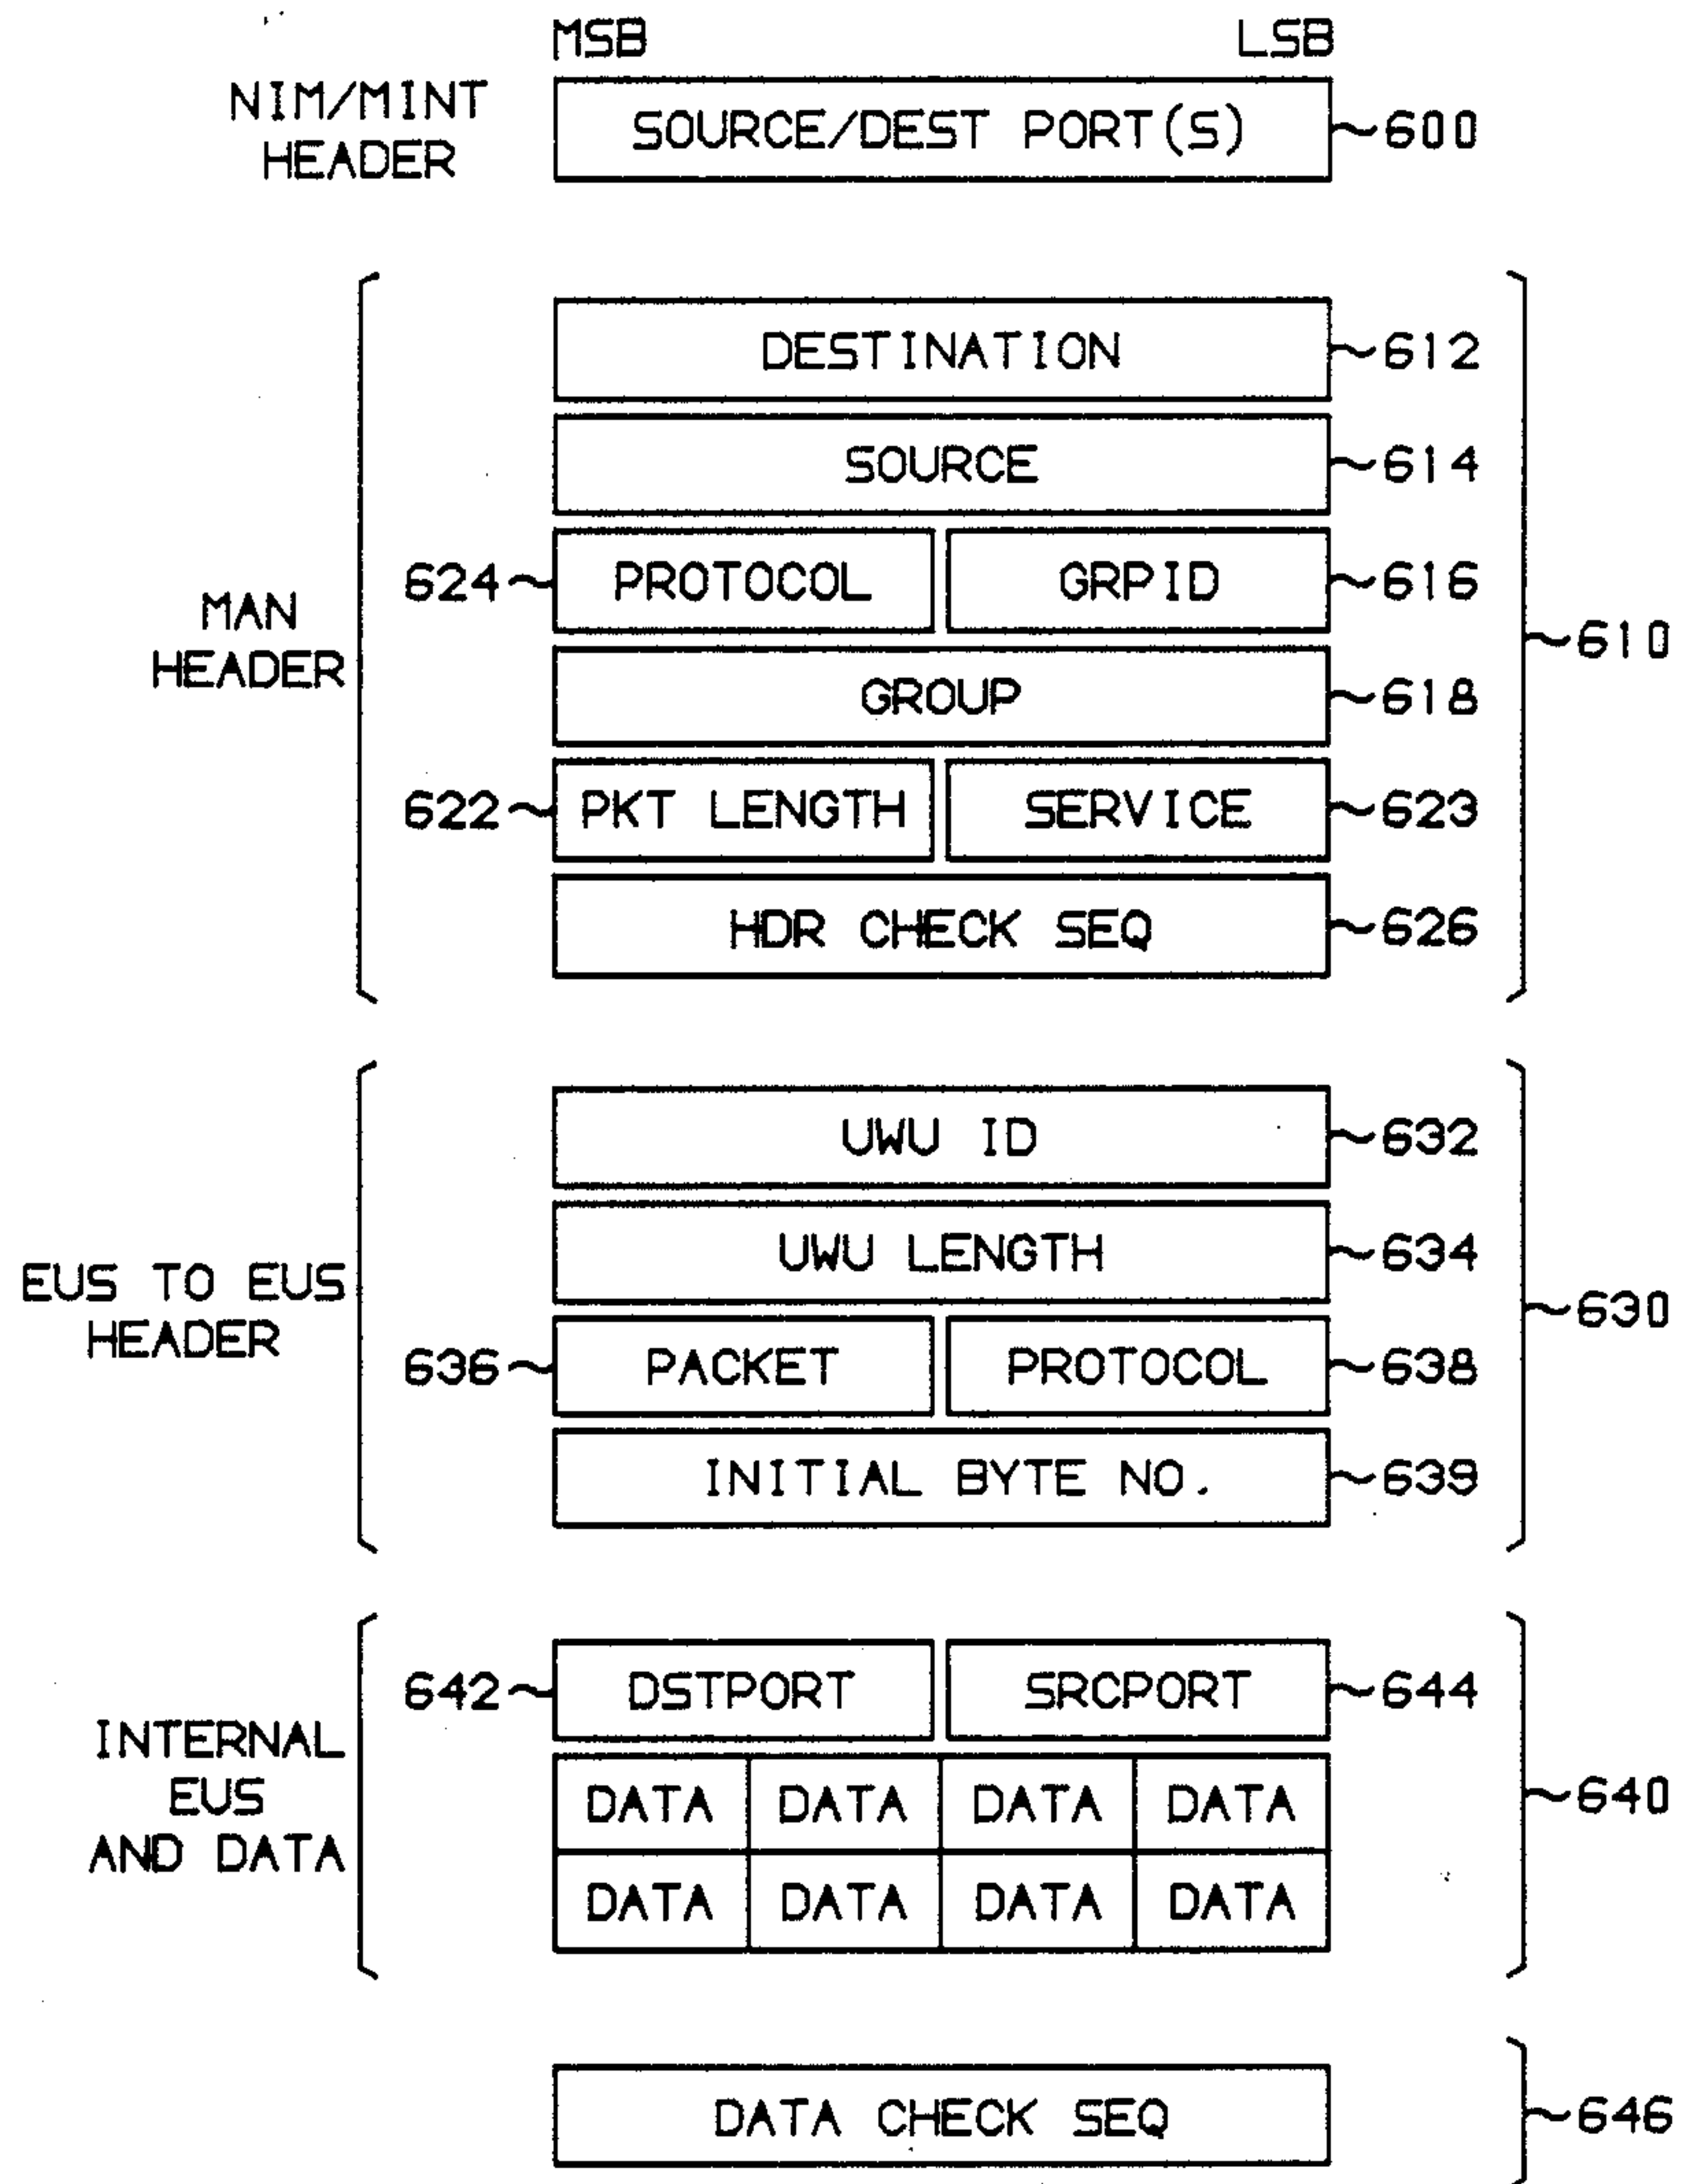 MSB LSB
NIM/MINT
HEADER
SOURCE/DEST PORT(S) 600
DESTINATION 612
SOURCE 614
624 PROTOCOL GRPID 616
MAN
HEADER
610
GROUP 618
622 PKT LENGTH SERVICE 623
HDR CHECK SEQ 626
UWU ID 632
UWU LENGTH 634
EUS TO EUS
HEADER
630
636 PACKET PROTOCOL 638
INITIAL BYTE NO. 639
642 DSTPORT SRCPORT 644
INTERNAL
EUS
AND DATA
640
DATA DATA DATA DATA
DATA DATA DATA DATA
DATA CHECK SEQ 646